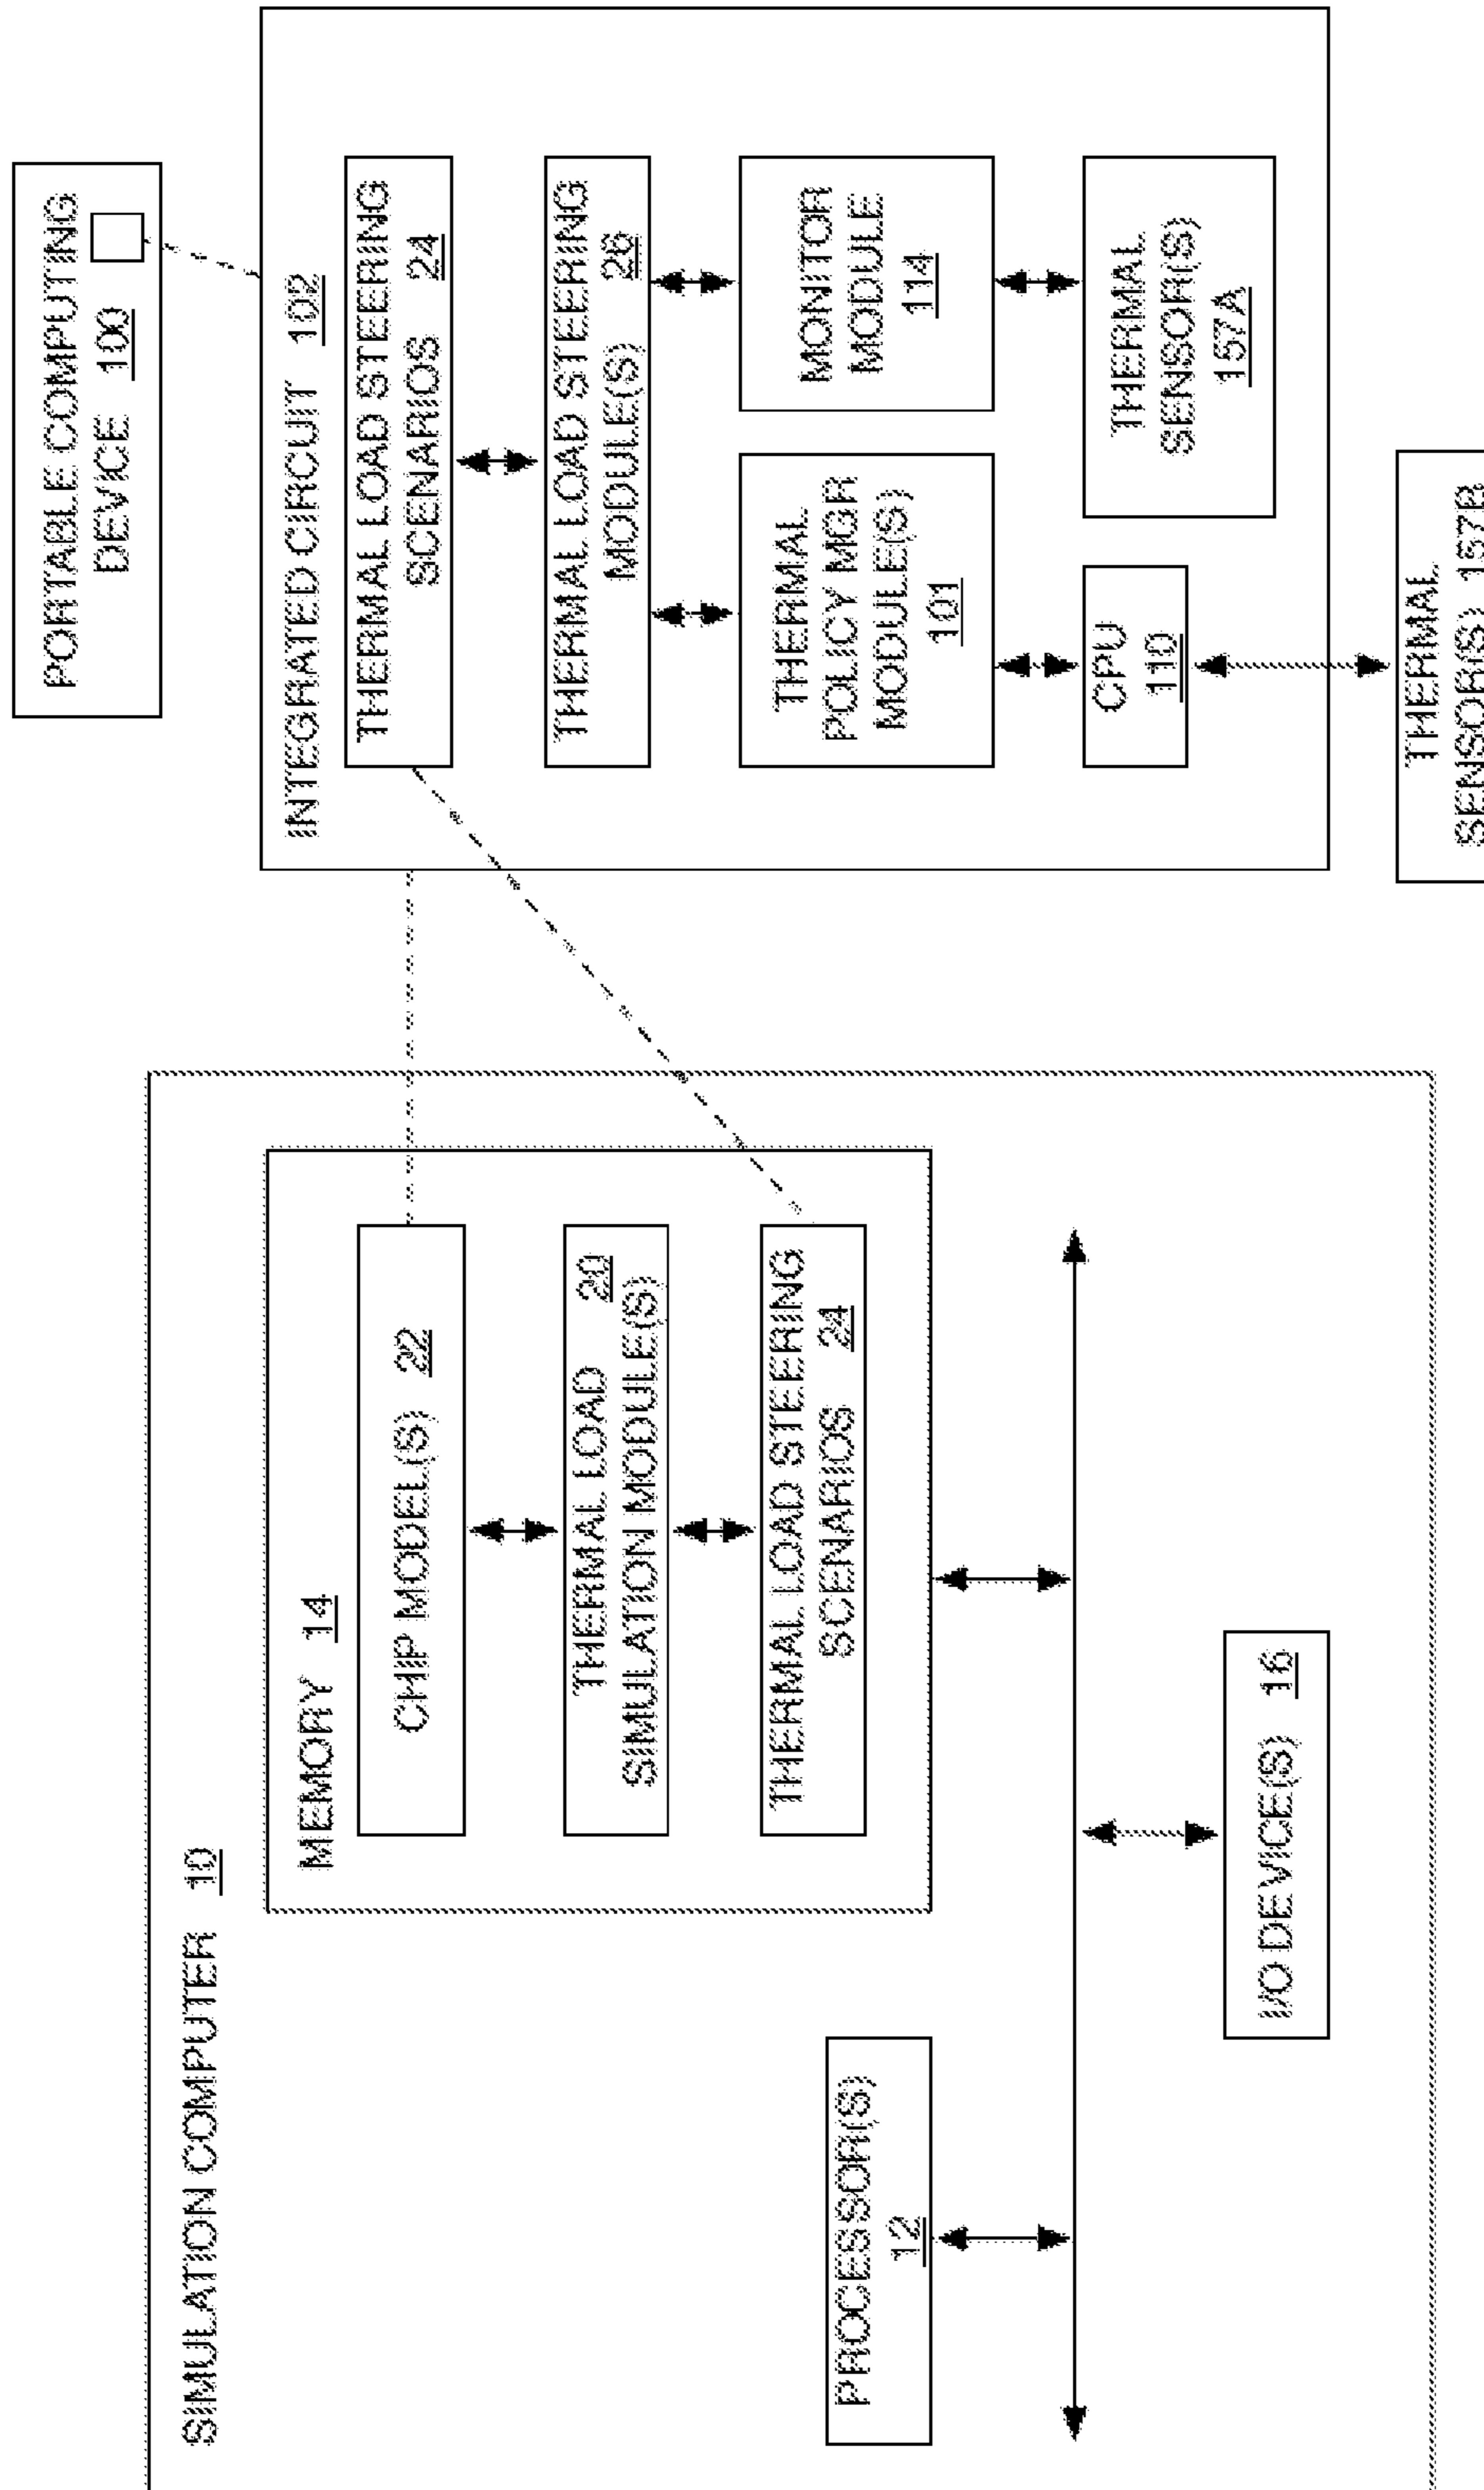 SIMULATION COMPUTER 10
MEMORY 14
CHIP MODEL(S) 22
THERMAL LOAD 20
SIMULATION MODULE(S)
THERMAL LOAD STEERING
SCENARIOS 24
PROCESSOR(S)
12
I/O DEVICE(S) 16
PORTABLE COMPUTING
DEVICE 100
INTEGRATED CIRCUIT 102
THERMAL LOAD STEERING
SCENARIOS 24
THERMAL LOAD STEERING
MODULE(S) 26
THERMAL
POLICY MGR
MODULE(S)
101
MONITOR
MODULE
114
CPU
110
THERMAL
SENSOR(S)
157A
THERMAL
SENSOR(S) 157B